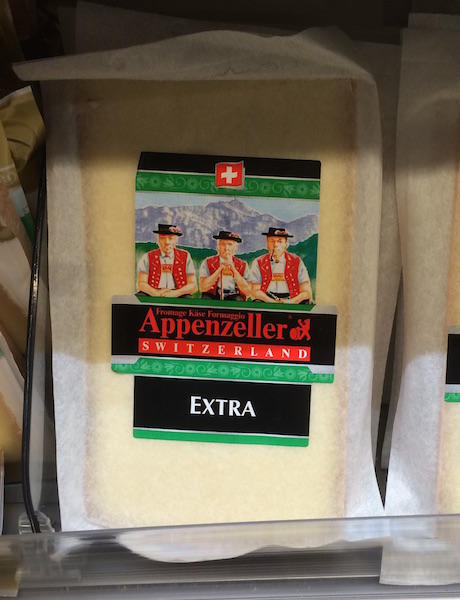 Fromage Käse Formaggio
Appenzeller®
SWITZERLAND
EXTRA